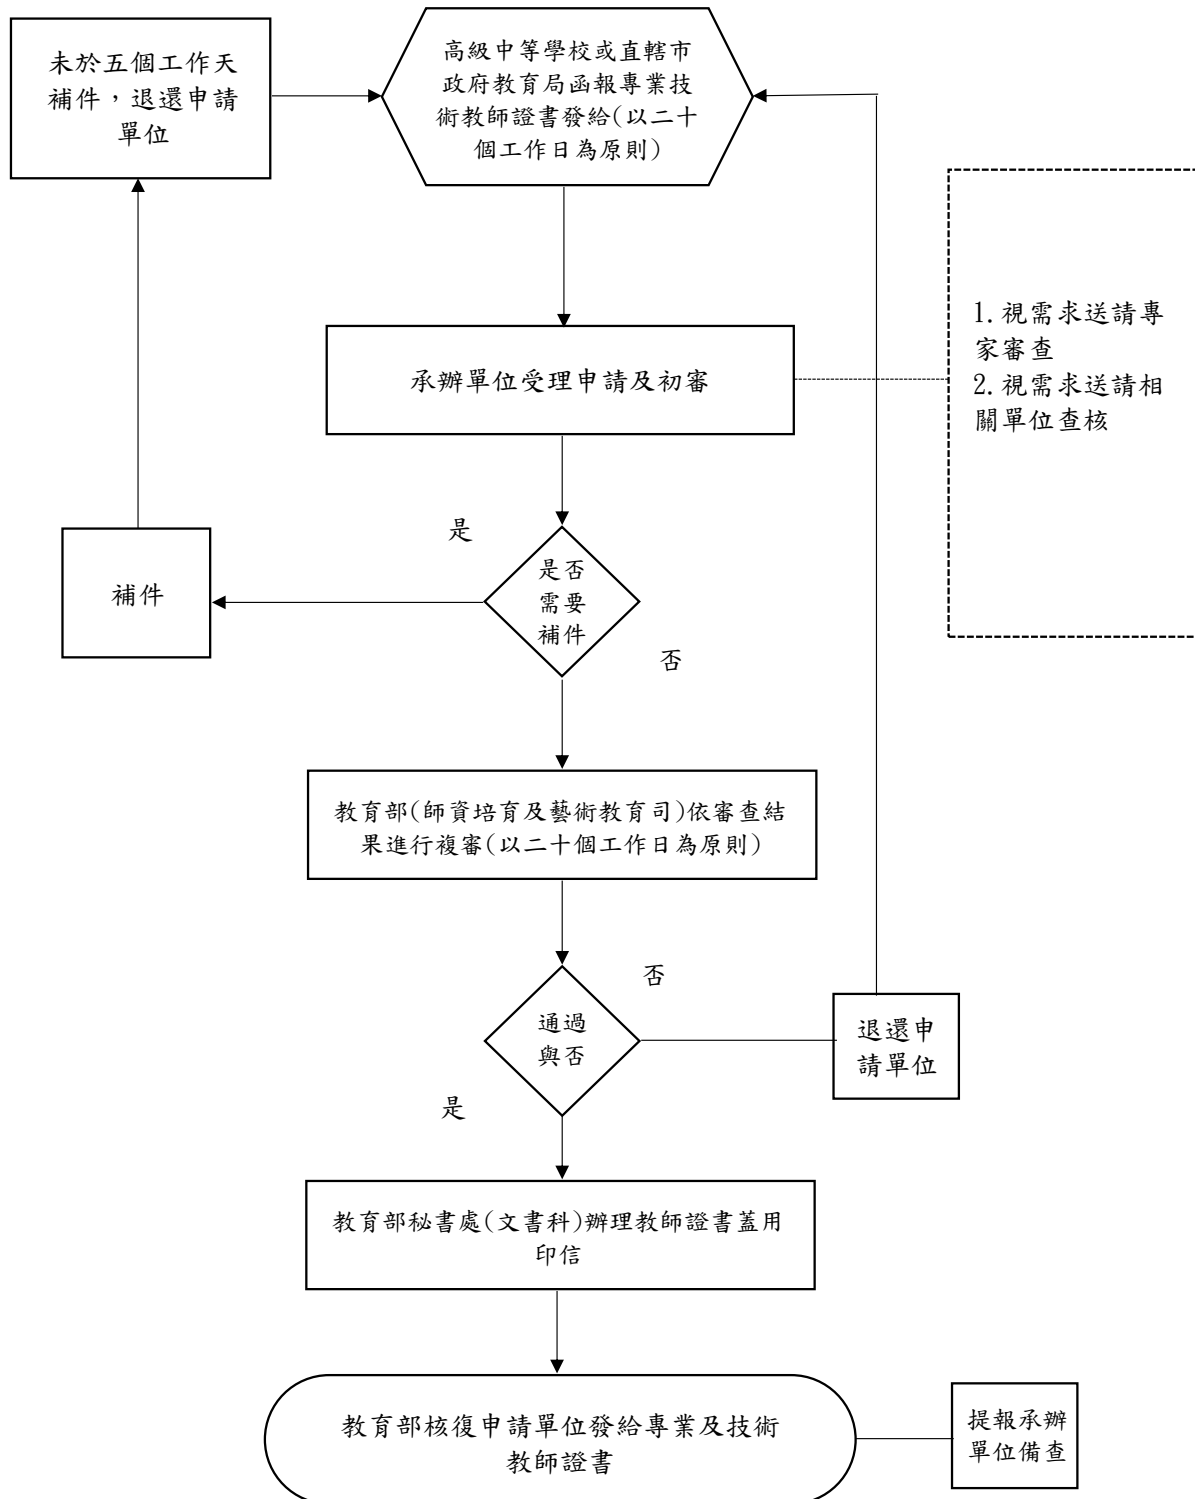 未於五個工作天
補件，退還申請
單位
高級中等學校或直轄市
政府教育局函報專業技
術教師證書發給(以二十
個工作日為原則)
1.視需求送請專
家審查
2.視需求送請相
關單位查核
承辦單位受理申請及初審
是
是否
需要
補件
補件
否
教育部(師資培育及藝術教育司)依審查結
果進行複審(以二十個工作日為原則)
否
通過
與否
退還申
請單位
是
教育部秘書處(文書科)辦理教師證書蓋用
印信
教育部核復申請單位發給專業及技術
教師證書
提報承辦
單位備查